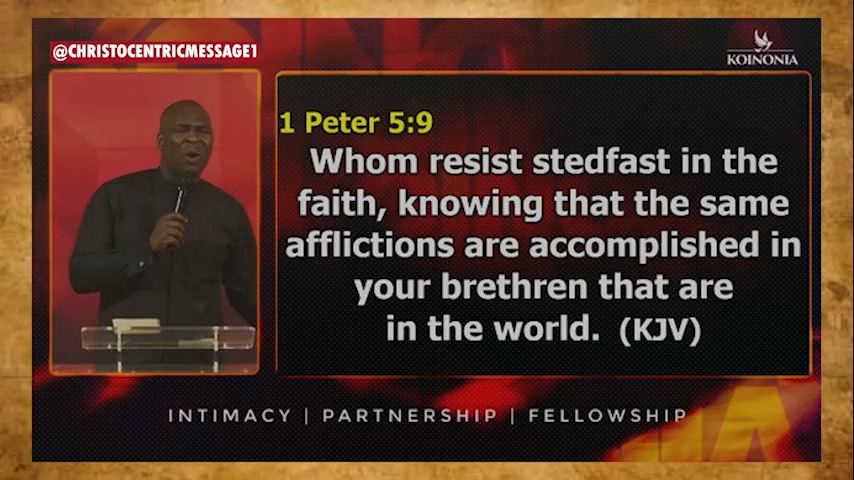 @CHRISTOCENTRICMESSAGE1
KOINONIA
1 Peter 5:9
Whom resist stedfast in the
faith, knowing that the same
afflictions are accomplished in
your brethren that are
in the world. (KJV)
INTIMACY | PARTNERSHIP | FELLOWSHIP